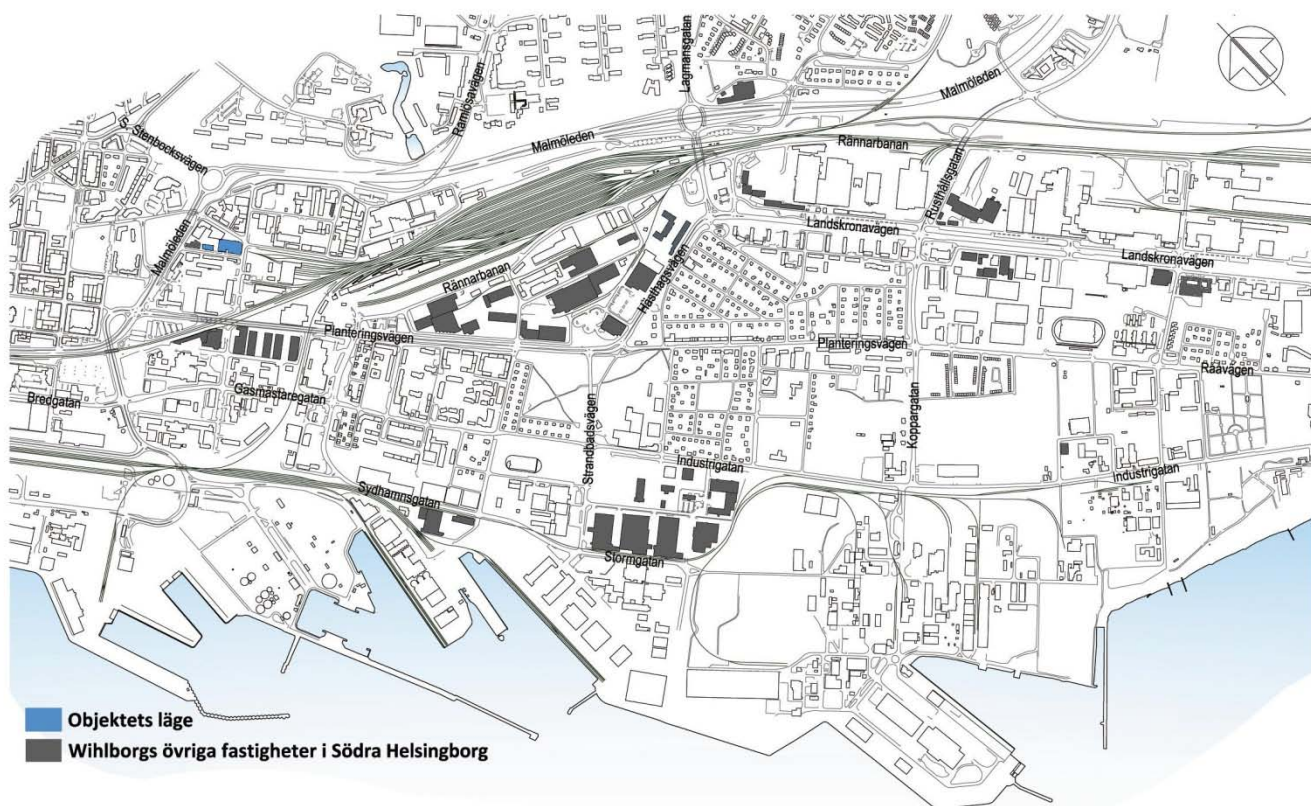 Lagmansgatan
Ramlösavägen
Malmöleden
Stenbocksvägen
Malmöleden
Rännarbanan
Rusthållsgatan
Malmöleden
Landskronavägen
Landskronavägen
Rännarbanan
Hästhagsvägen
Planteringsvägen
Planteringsvägen
Rååvägen
Bredgatan
Gasmästaregatan
Strandbadsvägen
Koppargatan
Industrigatan
Industrigatan
Sydhamnsgatan
Stormgatan
Objektets läge
Wihlborgs övriga fastigheter i Södra Helsingborg